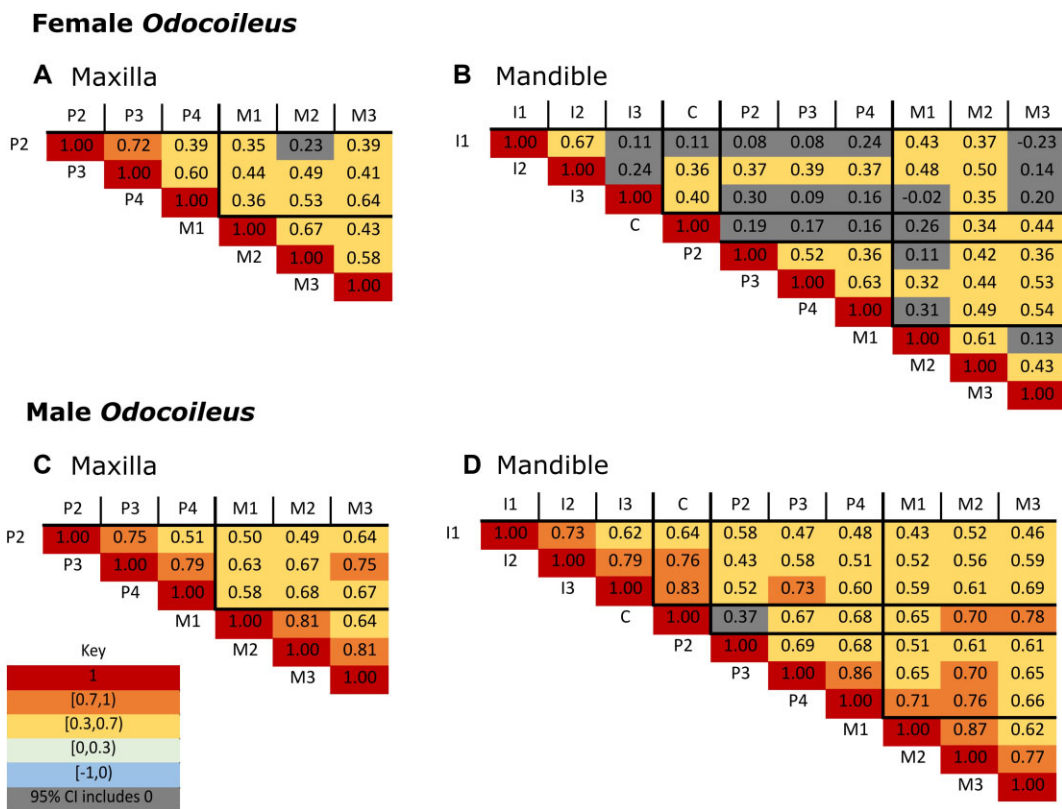 Female Odocoileus
A Maxilla
P2 P3 P4 M1 M2 M3
P2 1.00 0.72 0.39 0.35 0.23 0.39
P3 1.00 0.60 0.44 0.49 0.41
P4 1.00 0.36 0.53 0.64
M1 1.00 0.67 0.43
M2 1.00 0.58
M3 1.00
B Mandible
I1 I2 I3 C P2 P3 P4 M1 M2 M3
I1 1.00 0.67 0.11 0.11 0.08 0.08 0.24 0.43 0.37 -0.23
I2 1.00 0.24 0.36 0.37 0.39 0.37 0.48 0.50 0.14
I3 1.00 0.40 0.30 0.09 0.16 -0.02 0.35 0.20
C 1.00 0.19 0.17 0.16 0.26 0.34 0.44
P2 1.00 0.52 0.36 0.11 0.42 0.36
P3 1.00 0.63 0.32 0.44 0.53
P4 1.00 0.31 0.49 0.54
M1 1.00 0.61 0.13
M2 1.00 0.43
M3 1.00
Male Odocoileus
C Maxilla
P2 P3 P4 M1 M2 M3
P2 1.00 0.75 0.51 0.50 0.49 0.64
P3 1.00 0.79 0.63 0.67 0.75
P4 1.00 0.58 0.68 0.67
M1 1.00 0.81 0.64
M2 1.00 0.81
M3 1.00
Key
1
[0.7,1)
[0.3,0.7)
[0,0.3)
[-1,0)
95% CI includes 0
D Mandible
I1 I2 I3 C P2 P3 P4 M1 M2 M3
I1 1.00 0.73 0.62 0.64 0.58 0.47 0.48 0.43 0.52 0.46
I2 1.00 0.79 0.76 0.43 0.58 0.51 0.52 0.56 0.59
I3 1.00 0.83 0.52 0.73 0.60 0.59 0.61 0.69
C 1.00 0.37 0.67 0.68 0.65 0.70 0.78
P2 1.00 0.69 0.68 0.51 0.61 0.61
P3 1.00 0.86 0.65 0.70 0.65
P4 1.00 0.71 0.76 0.66
M1 1.00 0.87 0.62
M2 1.00 0.77
M3 1.00